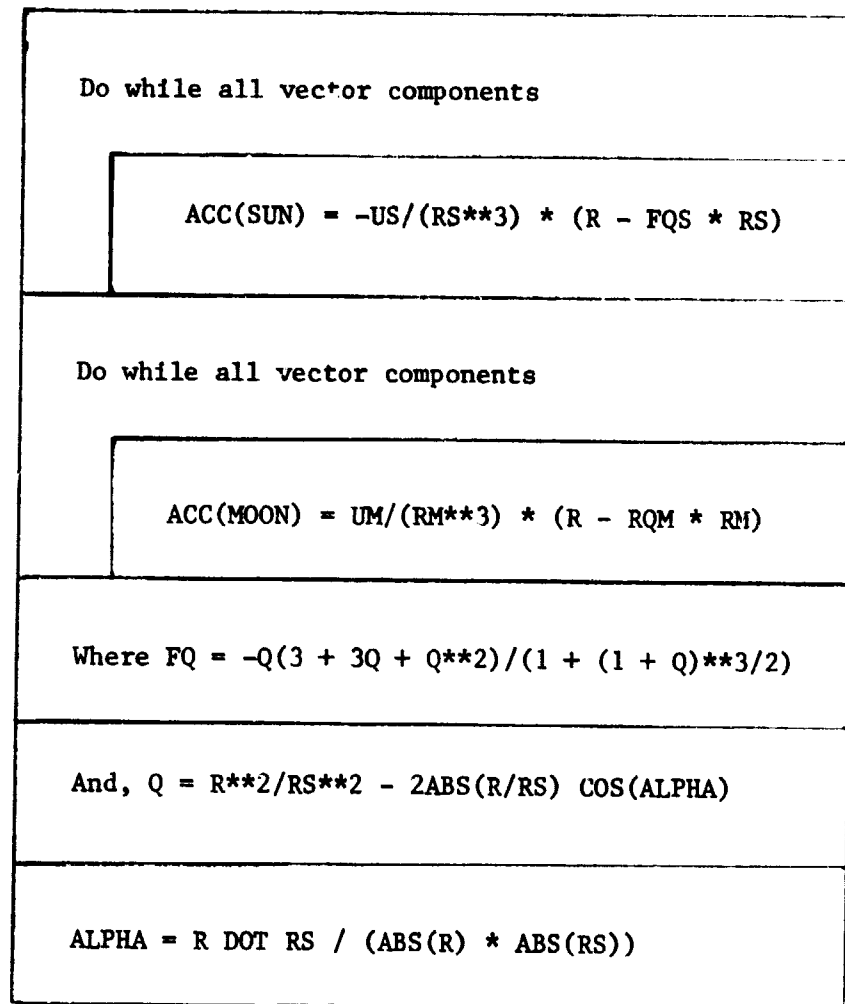 Do while all vector components
ACC(SUN) = -US/(RS**3) * (R - FQS * RS)
Do while all vector components
ACC(MOON) = UM/(RM**3) * (R - RQM * RM)
Where FQ = -Q(3 + 3Q + Q**2)/(1 + (1 + Q)**3/2)
And, Q = R**2/RS**2 - 2ABS(R/RS) COS(ALPHA)
ALPHA = R DOT RS / (ABS(R) * ABS(RS))